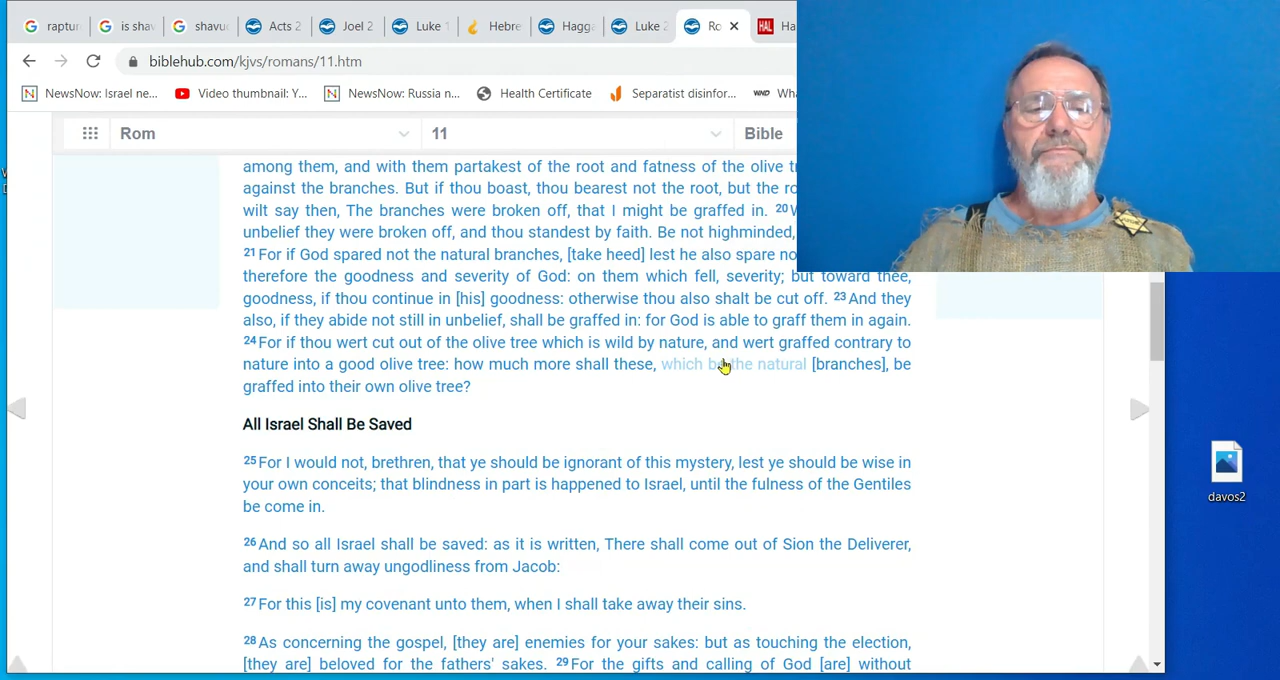 raptur
is shav
shavuo
Acts 2
Joel 2
Luke 1
Hebre
Hagga
Luke 2
Ro
HAL
Ha
biblehub.com/kjvs/romans/11.htm
NewsNow: Israel ne...
Video thumbnail: Y...
NewsNow: Russia n...
Health Certificate
Separatist disinfor...
WND
Wha
Rom
11
Bible
among them, and with them partakest of the root and fatness of the olive tr
against the branches. But if thou boast, thou bearest not the root, but the ro
wilt say then, The branches were broken off, that I might be graffed in. 20 W
unbelief they were broken off, and thou standest by faith. Be not highminded,
21 For if God spared not the natural branches, [take heed] lest he also spare no
therefore the goodness and severity of God: on them which fell, severity; but toward thee,
goodness, if thou continue in [his] goodness: otherwise thou also shalt be cut off. 23 And they
also, if they abide not still in unbelief, shall be graffed in: for God is able to graff them in again.
24 For if thou wert cut out of the olive tree which is wild by nature, and wert graffed contrary to
nature into a good olive tree: how much more shall these, which be the natural [branches], be
graffed into their own olive tree?
All Israel Shall Be Saved
25 For I would not, brethren, that ye should be ignorant of this mystery, lest ye should be wise in
your own conceits; that blindness in part is happened to Israel, until the fulness of the Gentiles
be come in.
26 And so all Israel shall be saved: as it is written, There shall come out of Sion the Deliverer,
and shall turn away ungodliness from Jacob:
27 For this [is] my covenant unto them, when I shall take away their sins.
28 As concerning the gospel, [they are] enemies for your sakes: but as touching the election,
[they are] beloved for the fathers' sakes. 29 For the gifts and calling of God [are] without
davos2